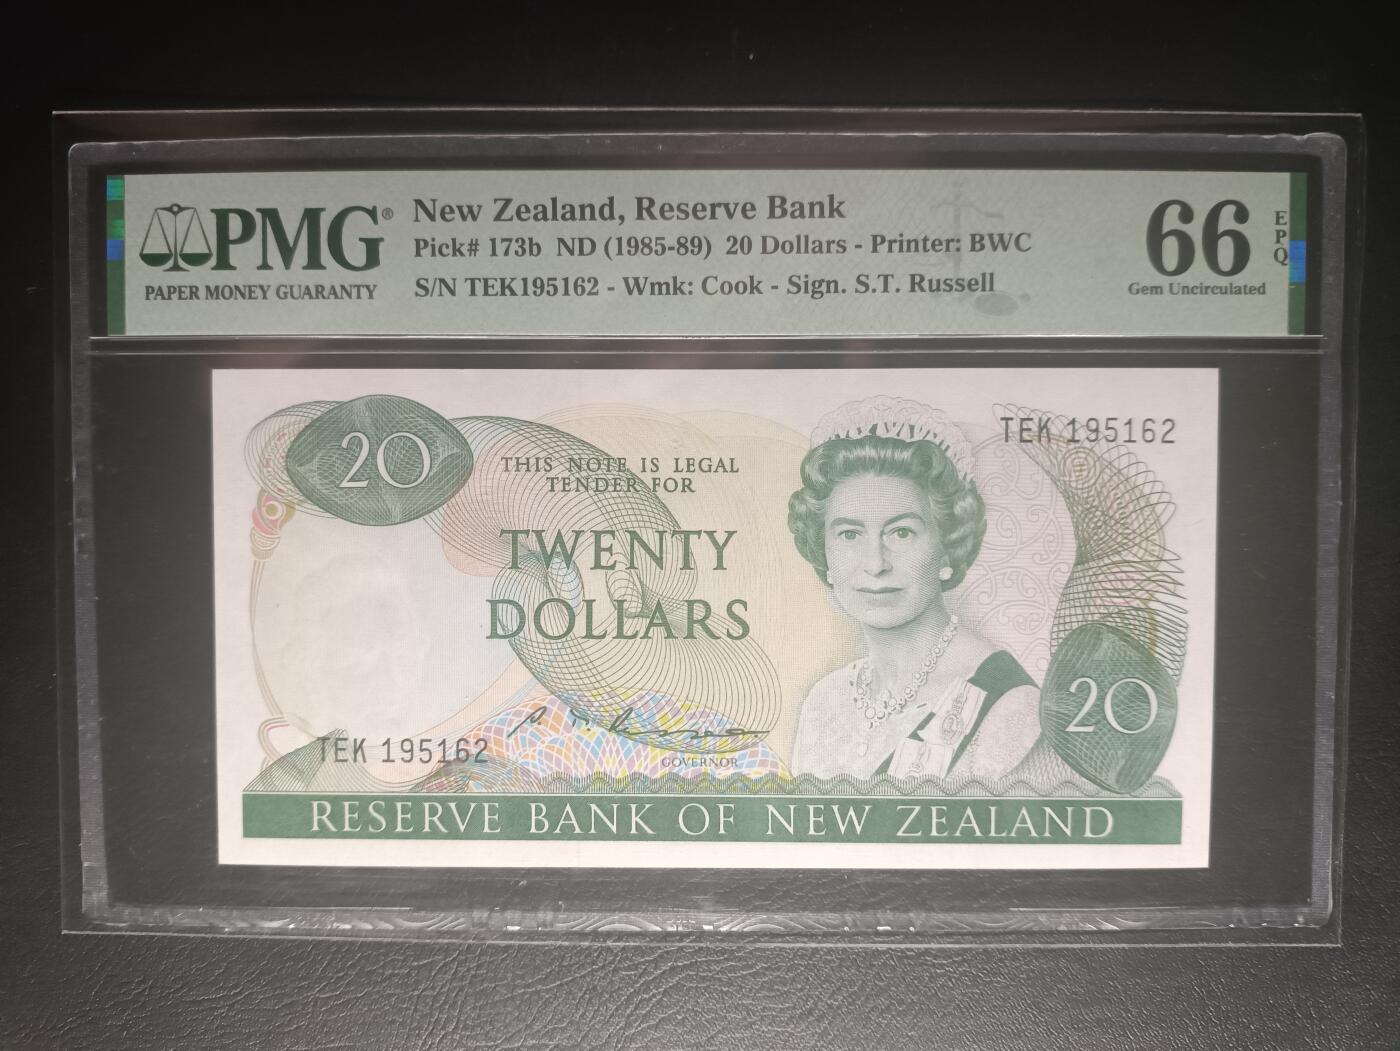 PMG®
PAPER MONEY GUARANTY
New Zealand, Reserve Bank
Pick# 173b ND (1985-89) 20 Dollars - Printer: BWC
S/N TEK195162 - Wmk: Cook - Sign. S.T. Russell
66
EPQ
Gem Uncirculated
20
TEK 195162
THIS NOTE IS LEGAL
TENDER FOR
TWENTY
DOLLARS
20
TEK 195162
GOVERNOR
RESERVE BANK OF NEW ZEALAND